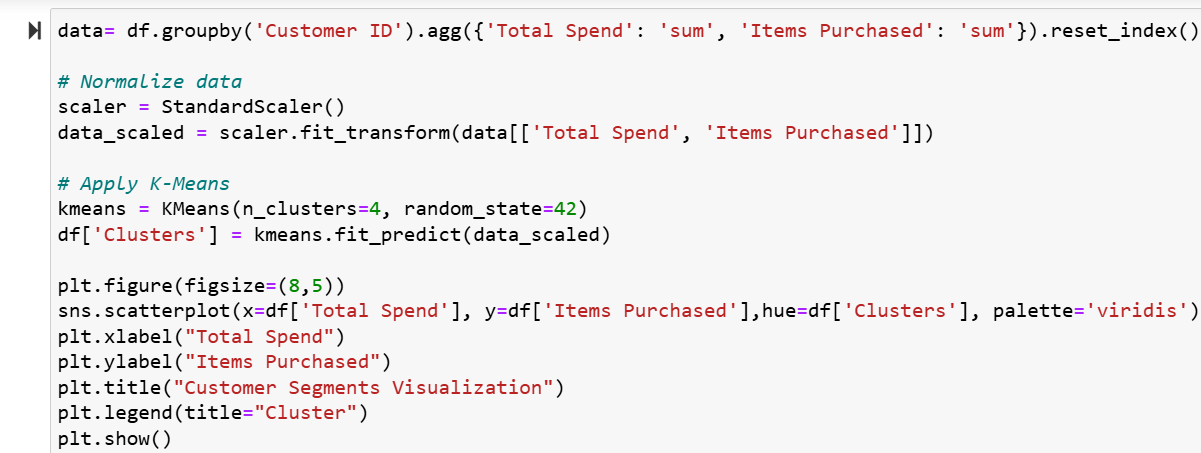 data= df.groupby('Customer ID').agg({'Total Spend': 'sum', 'Items Purchased': 'sum'}).reset_index()
# Normalize data
scaler = StandardScaler()
data_scaled = scaler.fit_transform(data[['Total Spend', 'Items Purchased']])
# Apply K-Means
kmeans = KMeans(n_clusters=4, random_state=42)
df['Clusters'] = kmeans.fit_predict(data_scaled)
plt.figure(figsize=(8,5))
sns.scatterplot(x=df['Total Spend'], y=df['Items Purchased'],hue=df['Clusters'], palette='viridis')
plt.xlabel("Total Spend")
plt.ylabel("Items Purchased")
plt.title("Customer Segments Visualization")
plt.legend(title="Cluster")
plt.show()